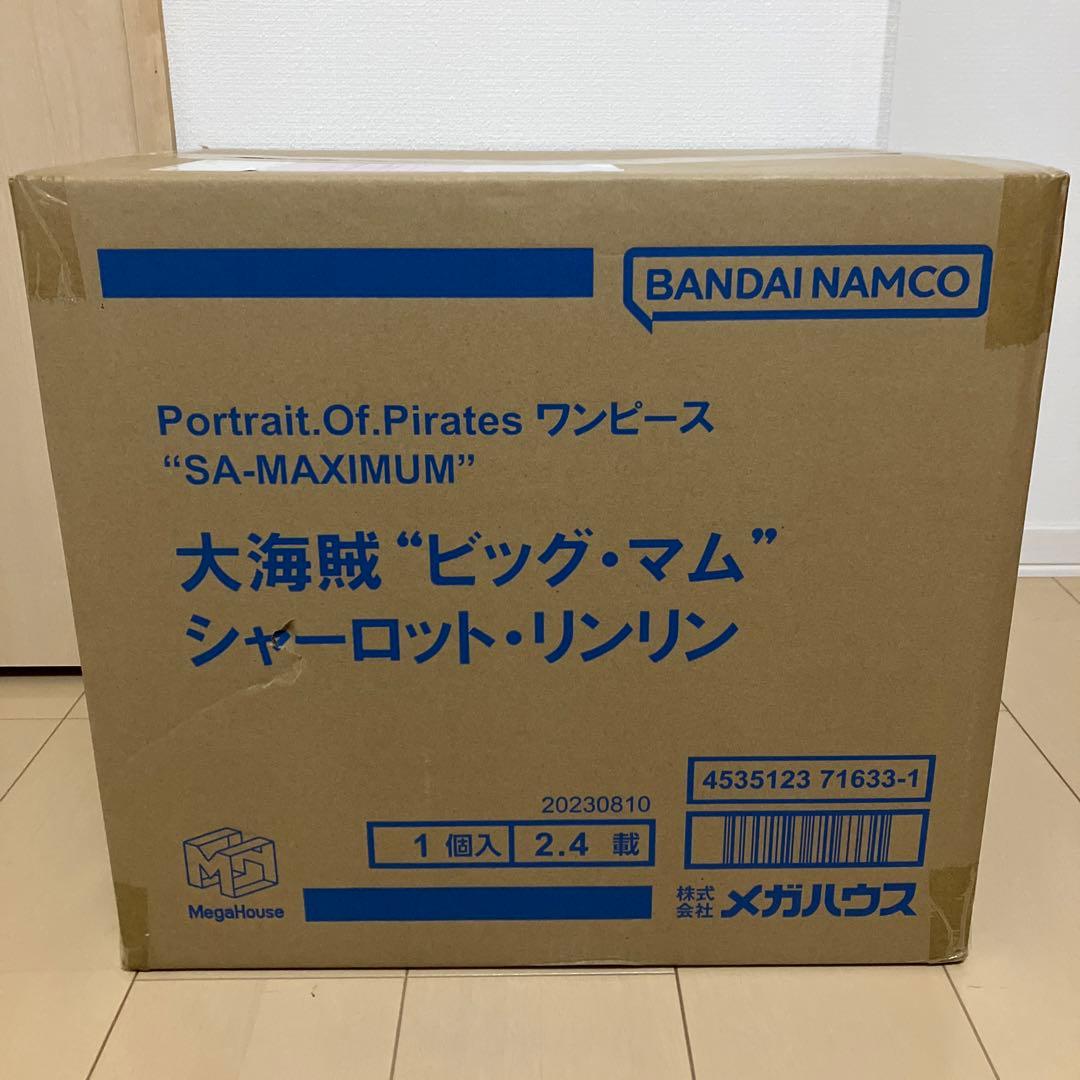 BANDAI NAMCO
Portrait.Of.Pirates ワンピース
“SA-MAXIMUM”
大海賊“ビッグ・マム”
シャーロット・リンリン
4535123 71633-1
20230810
1 個入 2.4 載
MegaHouse
株式会社 メガハウス